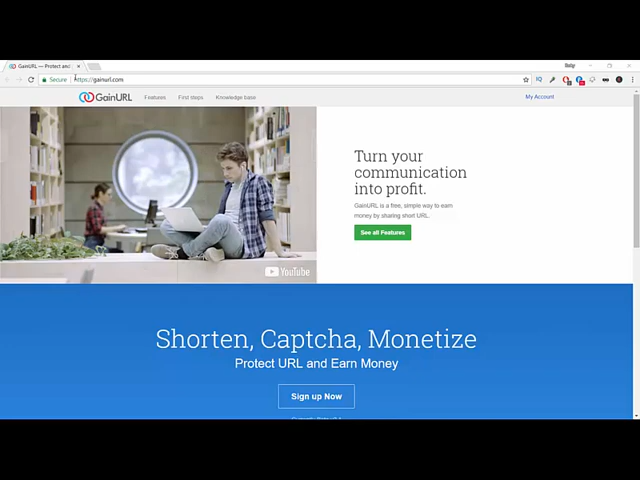 GainURL — Protect and
Secure
https://gainurl.com
GainURL
Features
First steps
Knowledge base
My Account
Turn your
communication
into profit.
GainURL is a free, simple way to earn
money by sharing short URL.
See all Features
YouTube
Shorten, Captcha, Monetize
Protect URL and Earn Money
Sign up Now